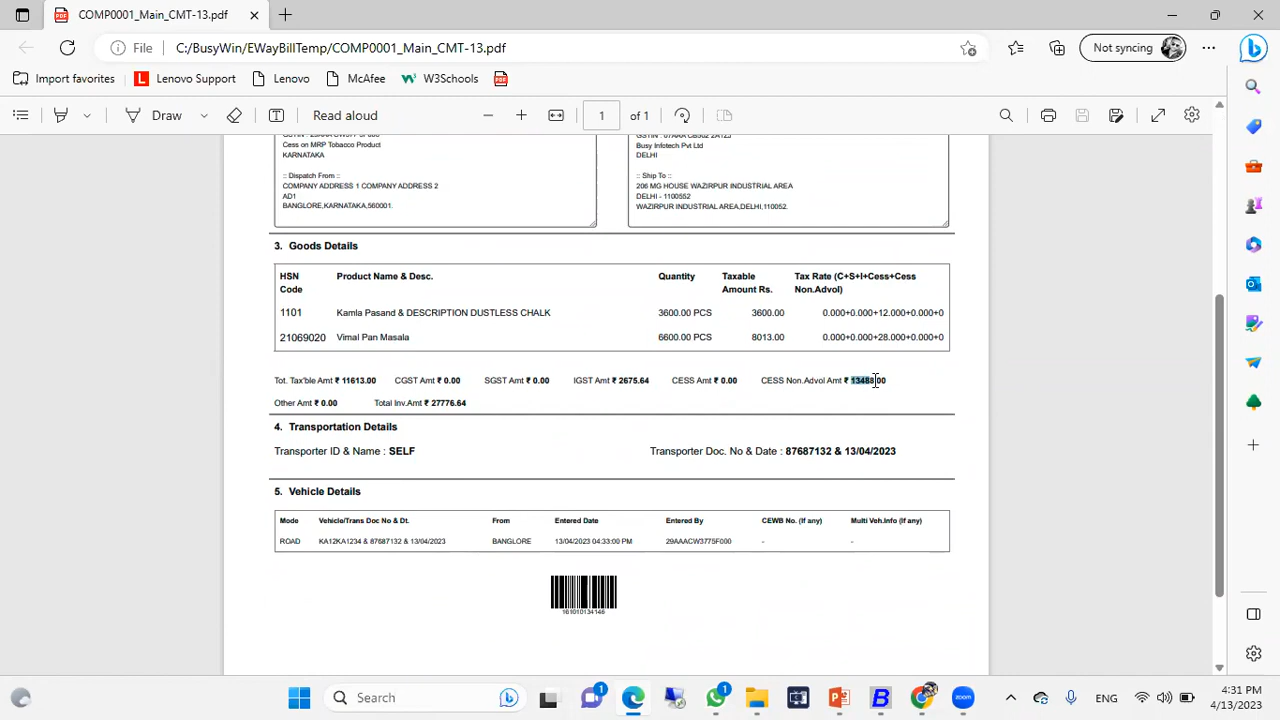 COMP0001_Main_CMT-13.pdf
File C:/BusyWin/EWayBillTemp/COMP0001_Main_CMT-13.pdf Not syncing
Import favorites Lenovo Support Lenovo McAfee W3Schools
Draw Read aloud 1 of 1
Cess on MRP Tobacco Product
KARNATAKA
:: Dispatch From ::
COMPANY ADDRESS 1 COMPANY ADDRESS 2
AD1
BANGLORE,KARNATAKA,560001.
Busy Infotech Pvt Ltd
DELHI
:: Ship To ::
206 MG HOUSE WAZIRPUR INDUSTRIAL AREA
DELHI - 1100552
WAZIRPUR INDUSTRIAL AREA,DELHI,110052.
3. Goods Details
HSN Code Product Name & Desc. Quantity Taxable Amount Rs. Tax Rate (C+S+I+Cess+Cess Non.Advol)
1101 Kamla Pasand & DESCRIPTION DUSTLESS CHALK 3600.00 PCS 3600.00 0.000+0.000+12.000+0.000+0
21069020 Vimal Pan Masala 6600.00 PCS 8013.00 0.000+0.000+28.000+0.000+0
Tot. Tax'ble Amt ₹ 11613.00 CGST Amt ₹ 0.00 SGST Amt ₹ 0.00 IGST Amt ₹ 2675.64 CESS Amt ₹ 0.00 CESS Non.Advol Amt ₹ 13488.00
Other Amt ₹ 0.00 Total Inv.Amt ₹ 27776.64
4. Transportation Details
Transporter ID & Name : SELF Transporter Doc. No & Date : 87687132 & 13/04/2023
5. Vehicle Details
Mode Vehicle/Trans Doc No & Dt. From Entered Date Entered By CEWB No. (If any) Multi Veh.Info (If any)
ROAD KA12KA1234 & 87687132 & 13/04/2023 BANGLORE 13/04/2023 04:33:00 PM 29AAACW3775F000 - -
161010134146
Search ENG 4:31 PM
4/13/2023